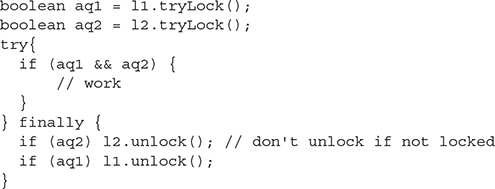 boolean aq1 = l1.tryLock();
boolean aq2 = l2.tryLock();
try{
  if (aq1 && aq2) {
      // work
  }
} finally {
  if (aq2) l2.unlock(); // don't unlock if not locked
  if (aq1) l1.unlock();
}